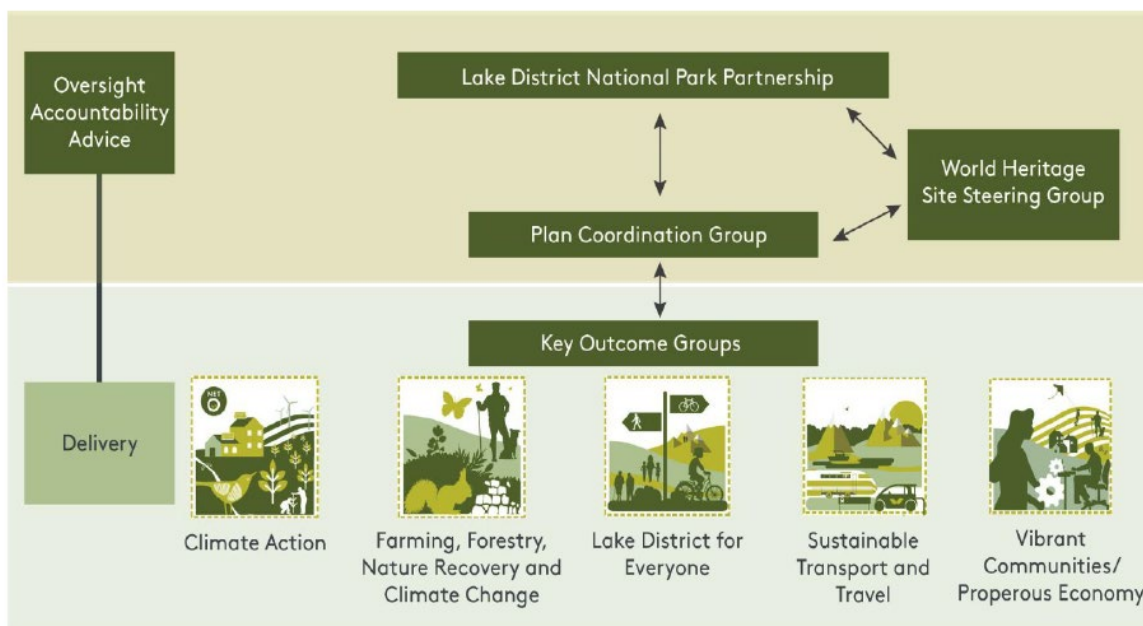 Oversight
Accountability
Advice
Lake District National Park Partnership
World Heritage
Site Steering Group
Plan Coordination Group
Key Outcome Groups
Delivery
NET
0
Climate Action
Farming, Forestry,
Nature Recovery and
Climate Change
Lake District for
Everyone
Sustainable
Transport and
Travel
Vibrant
Communities/
Properous Economy